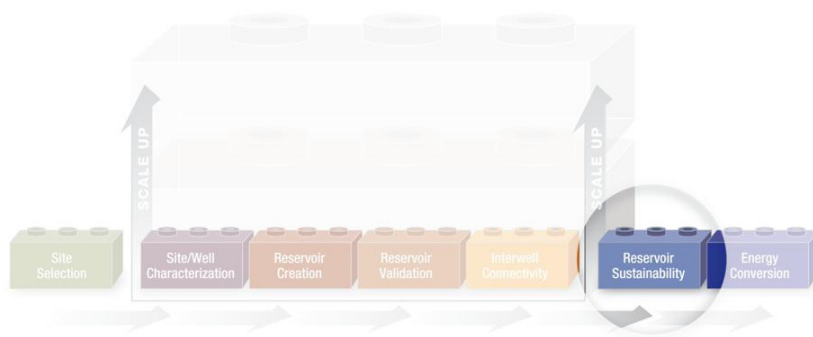 SCALE UP
SCALE UP
Site
Selection
Site/Well
Characterization
Reservoir
Creation
Reservoir
Validation
Interwell
Connectivity
Reservoir
Sustainability
Energy
Conversion